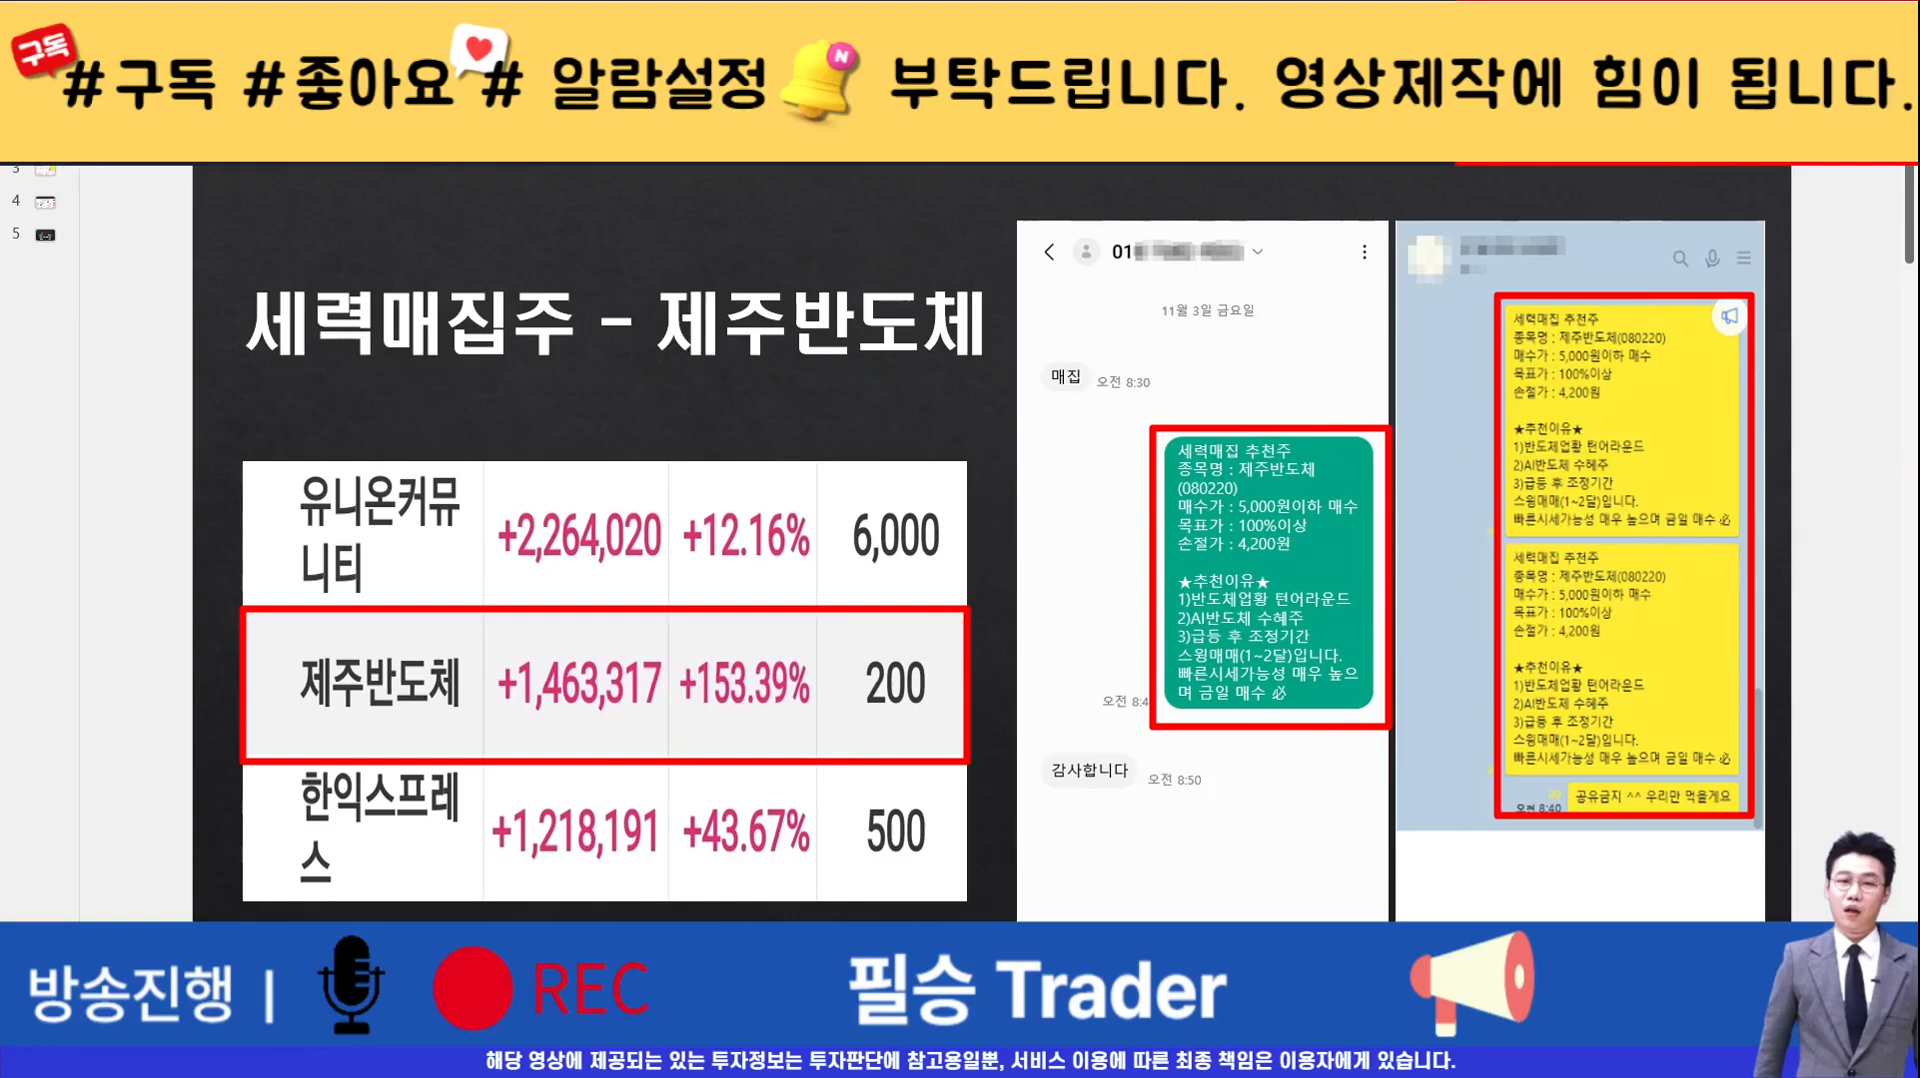 구독
#구독 #좋아요 # 알람설정 N 부탁드립니다. 영상제작에 힘이 됩니다.
3
4
5
세력매집주 - 제주반도체
유니온커뮤
니티
+2,264,020 +12.16% 6,000
제주반도체 +1,463,317 +153.39% 200
한익스프레
스
+1,218,191 +43.67% 500
01
11월 3일 금요일
매집 오전 8:30
세력매집 추천주
종목명 : 제주반도체
(080220)
매수가 : 5,000원이하 매수
목표가 : 100%이상
손절가 : 4,200원
★추천이유★
1)반도체업황 턴어라운드
2)AI반도체 수혜주
3)급등 후 조정기간
스윙매매(1~2달)입니다.
빠른시세가능성 매우 높으
며 금일 매수 必
오전 8:4
감사합니다 오전 8:50
세력매집 추천주
종목명 : 제주반도체(080220)
매수가 : 5,000원이하 매수
목표가 : 100%이상
손절가 : 4,200원
★추천이유★
1)반도체업황 턴어라운드
2)AI반도체 수혜주
3)급등 후 조정기간
스윙매매(1~2달)입니다.
빠른시세가능성 매우 높으며 금일 매수 必
세력매집 추천주
종목명 : 제주반도체(080220)
매수가 : 5,000원이하 매수
목표가 : 100%이상
손절가 : 4,200원
★추천이유★
1)반도체업황 턴어라운드
2)AI반도체 수혜주
3)급등 후 조정기간
스윙매매(1~2달)입니다.
빠른시세가능성 매우 높으며 금일 매수 必
오전 8:40 공유금지 ^^ 우리만 먹을게요
방송진행 | REC 필승 Trader
해당 영상에 제공되는 있는 투자정보는 투자판단에 참고용일뿐, 서비스 이용에 따른 최종 책임은 이용자에게 있습니다.